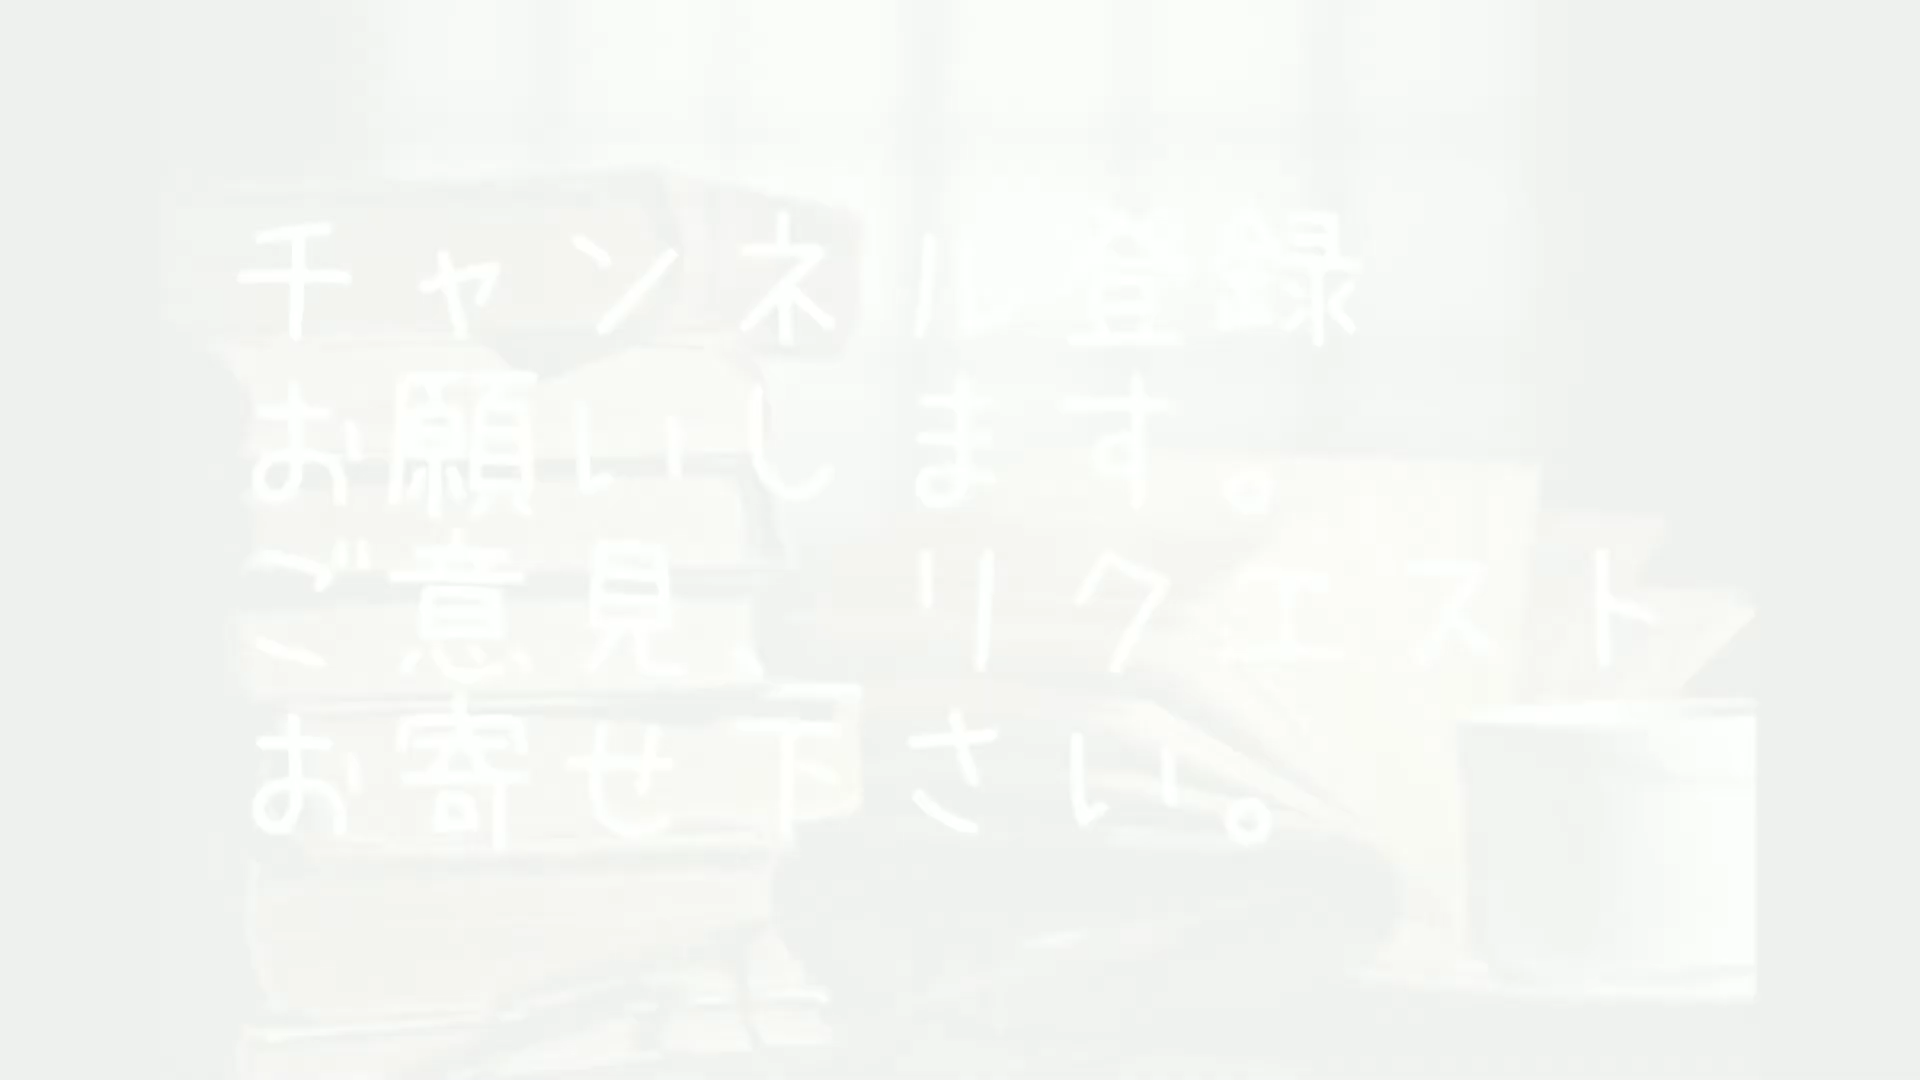 チャンネル登録
お願いします。
ご意見、リクエスト
お寄せ下さい。